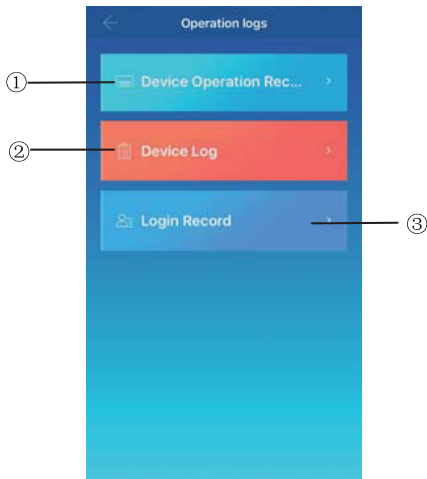 Operation logs
① Device Operation Rec...
② Device Log
Login Record ③